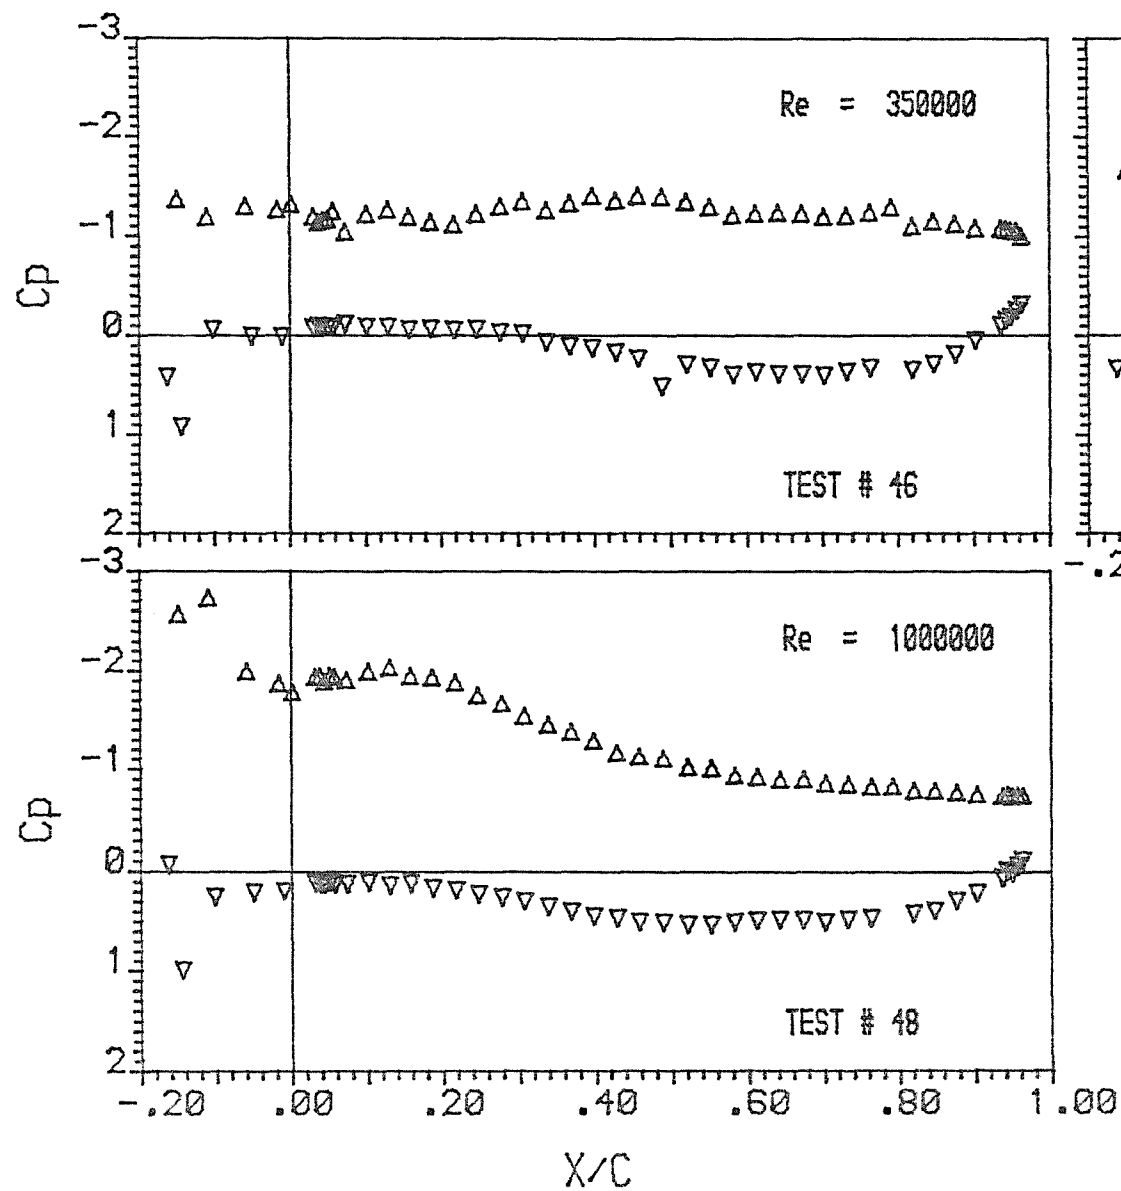 -3
Re = 350000
-2
-1
Cp
0
1
TEST # 46
2
-3
-.2
Re = 1000000
-2
-1
Cp
0
1
TEST # 48
2
-.20 .00 .20 .40 .60 .80 1.00
X/C